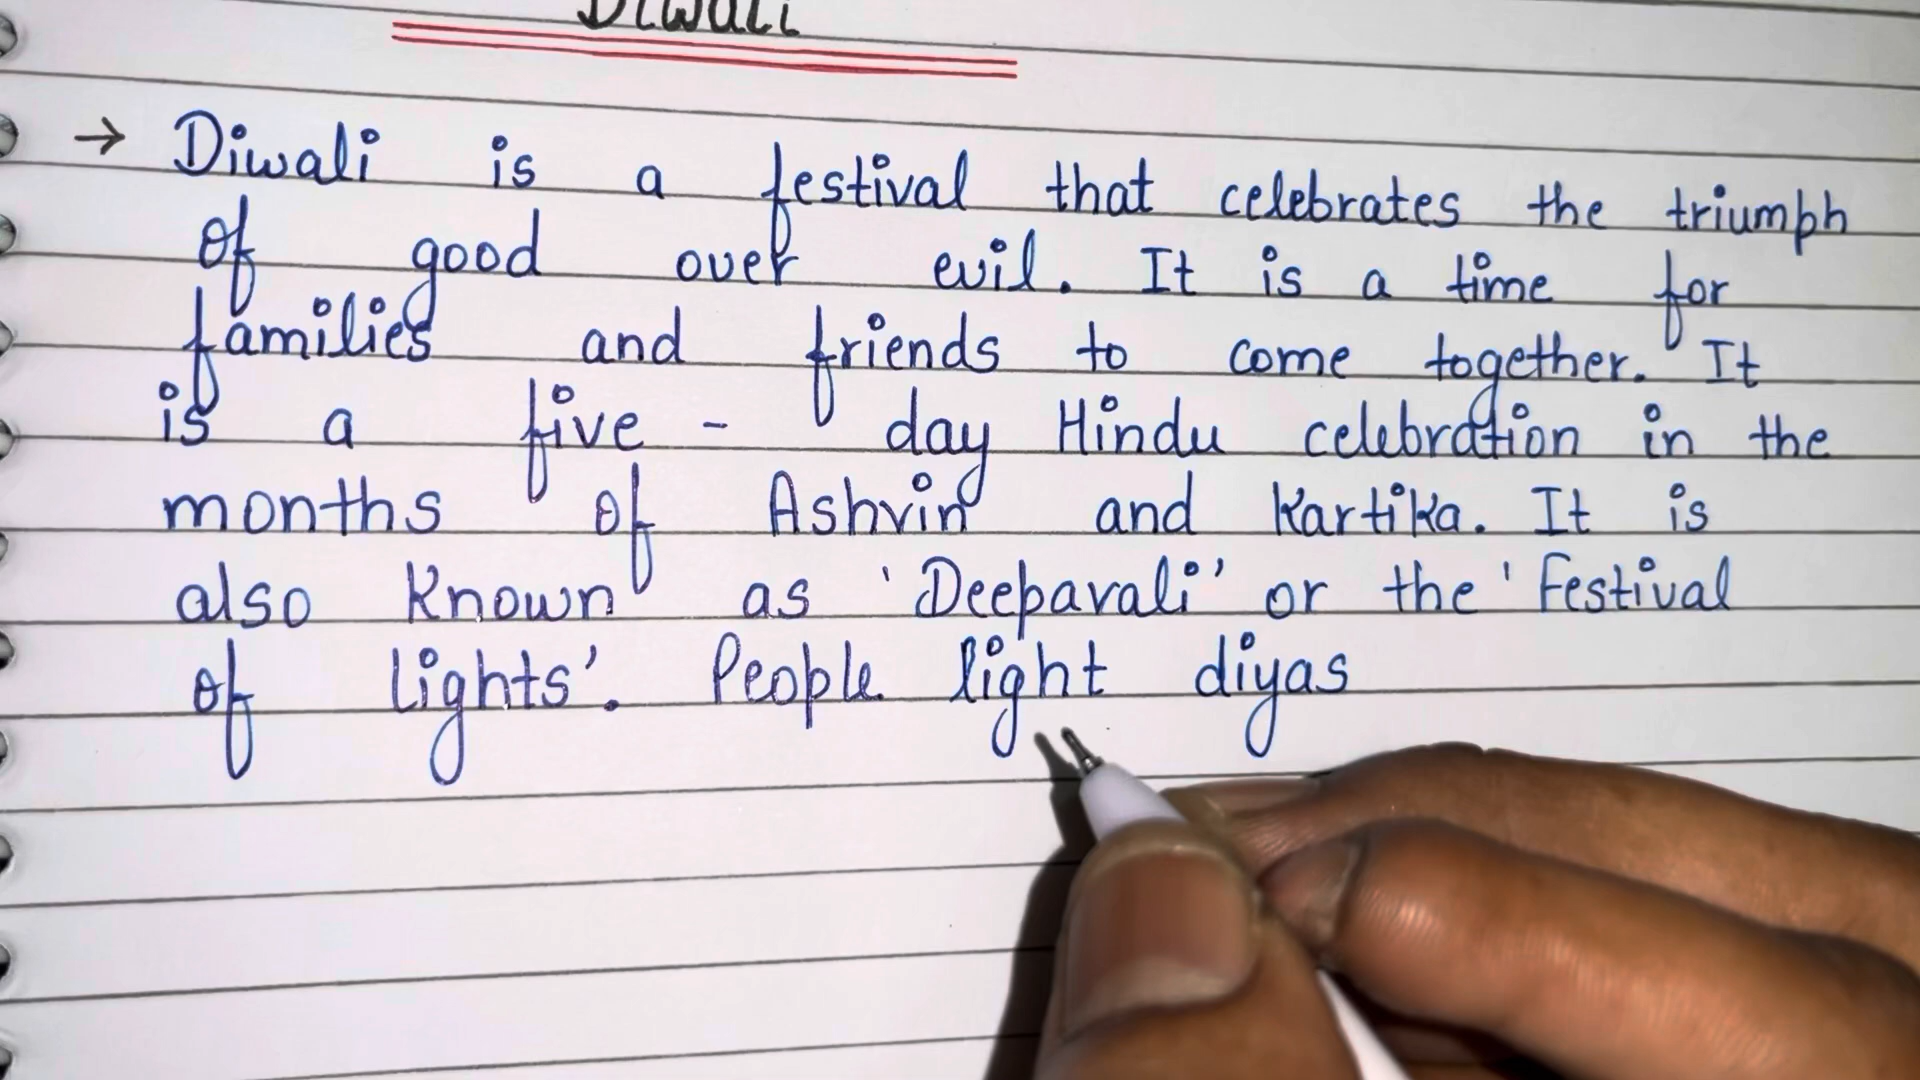 Diwali
→ Diwali is a festival that celebrates the triumph
of good over evil. It is a time for
families and friends to come together. It
is a five - day Hindu celebration in the
months of Ashvin and Kartika. It is
also known as 'Deepavali' or the 'Festival
of lights'. People light diyas